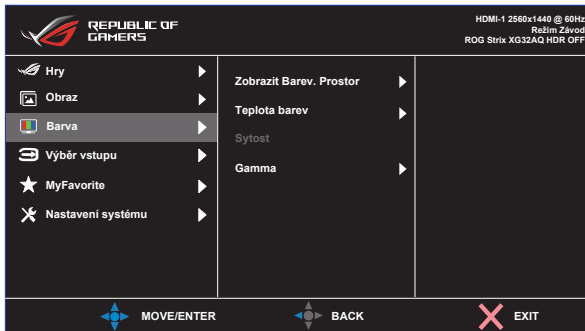 REPUBLIC OF
GAMERS
HDMI-1 2560x1440 @ 60Hz
Režim Závod
ROG Strix XG32AQ HDR OFF
Hry
Obraz
Barva
Výběr vstupu
MyFavorite
Nastavení systému
Zobrazit Barev. Prostor
Teplota barev
Sytost
Gamma
MOVE/ENTER
BACK
EXIT